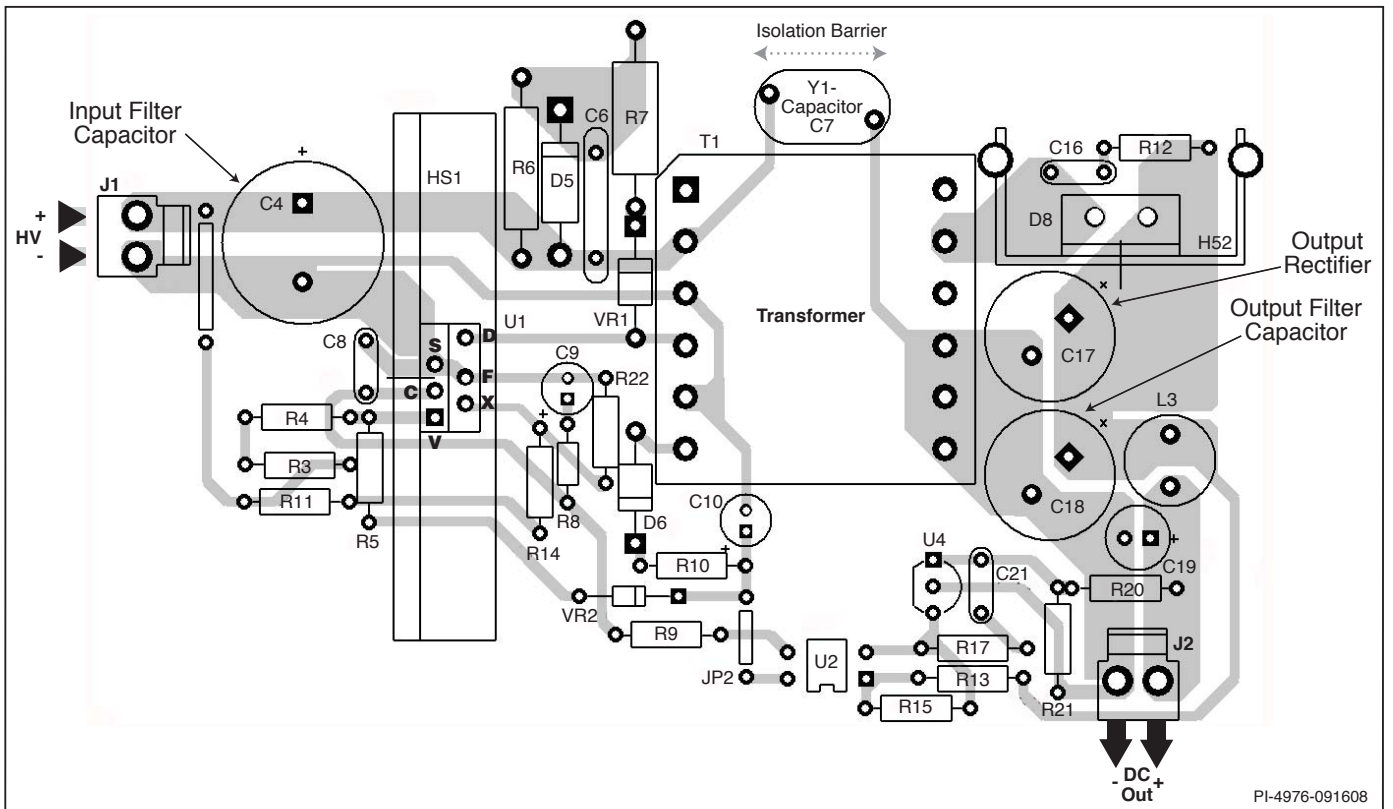 Isolation Barrier
Y1-
Capacitor
C7
Input Filter
Capacitor
+
J1
+
HV
-
C4
HS1
R6
D5
C6
R7
T1
C16
R12
D8
H52
Output
Rectifier
Output Filter
Capacitor
VR1
Transformer
U1
D
S
F
C
X
V
C8
C9
R22
x
C17
x
L3
R4
R3
R11
R5
+
R14
R8
D6
C10
+
R10
C18
+
C19
U4
C21
R20
VR2
R9
JP2
U2
R17
R13
R15
R21
J2
- DC +
Out
PI-4976-091608